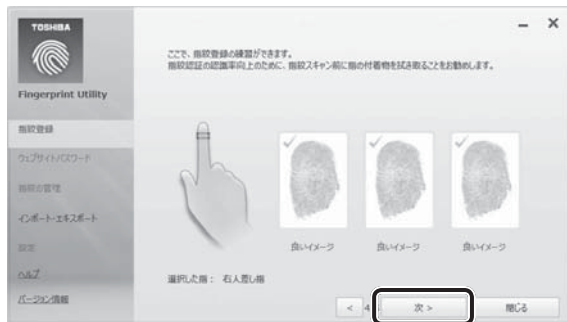 TOSHIBA
Fingerprint Utility
指紋登録
ウェブサイトパスワード
指紋の管理
インポート・エキスポート
設定
ヘルプ
バージョン情報
ここで、指紋登録の練習ができます。
指紋認証の認識率向上のために、指紋スキャン前に指の付着物を拭き取ることをお勧めします。
良いイメージ
良いイメージ
良いイメージ
選択した指： 右人差し指
< 4 次 > 閉じる